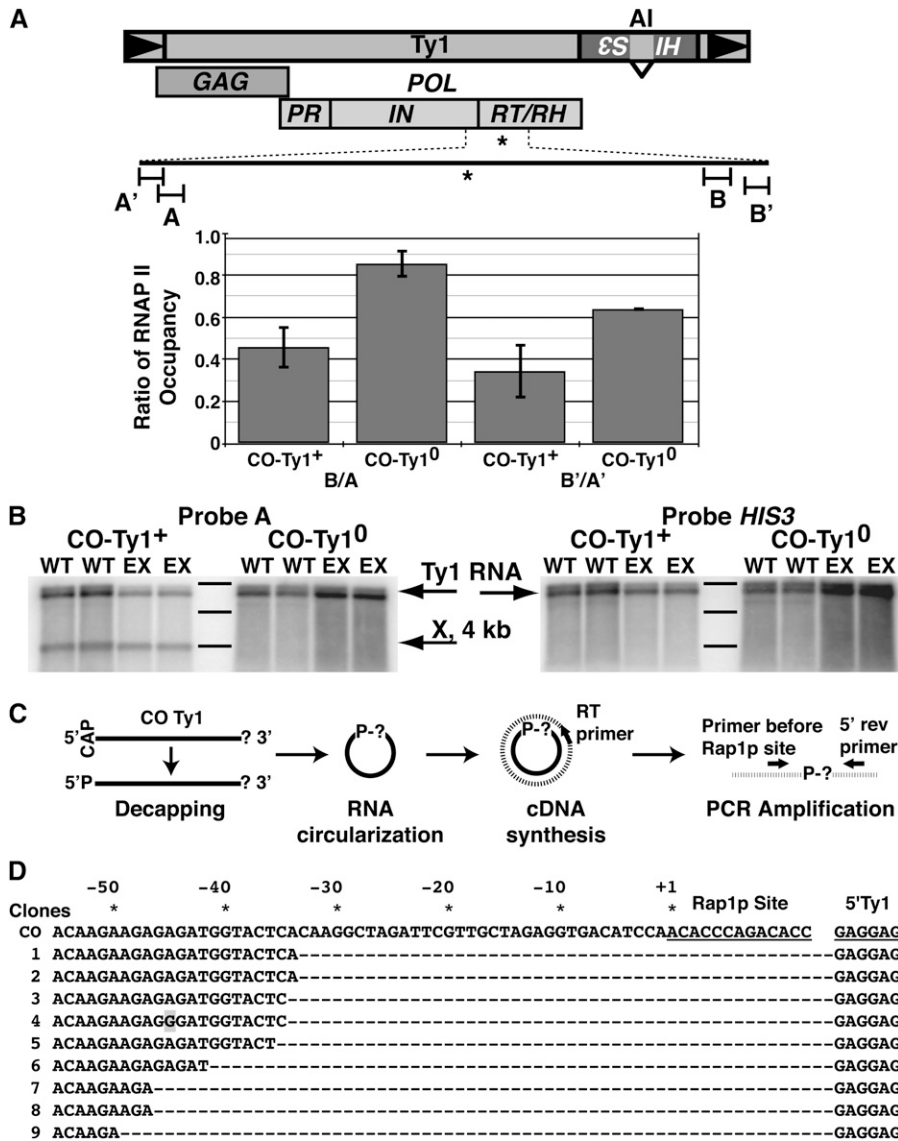 A
AI
HIS3
Ty1
GAG
POL
PR IN RT/RH
*
*
A' A B B'
Ratio of RNAP II Occupancy
1.0
0.8
0.6
0.4
0.2
0
CO-Ty1⁺ CO-Ty1⁰ CO-Ty1⁺ CO-Ty1⁰
B/A B'/A'
B
Probe A Probe HIS3
CO-Ty1⁺ CO-Ty1⁰ CO-Ty1⁺ CO-Ty1⁰
WT WT EX EX WT WT EX EX WT WT EX EX WT WT EX EX
Ty1 RNA
X, 4 kb
C
5' CAP CO Ty1 ? 3'
5'P ? 3'
Decapping
P-?
RNA circularization
P-?
RT primer
cDNA synthesis
Primer before Rap1p site
5' rev primer
P-?
PCR Amplification
D
-50 -40 -30 -20 -10 +1 Rap1p Site 5'Ty1
Clones * * * * * *
CO ACAAGAAGAGAGATGGTACTCACAAGGCTAGATTCGTTGCTAGAGGTGACATCCAACACCCAGACACC GAGGAG
1 ACAAGAAGAGAGATGGTACTCA------------------------------------------------GAGGAG
2 ACAAGAAGAGAGATGGTACTCA------------------------------------------------GAGGAG
3 ACAAGAAGAGAGATGGTACTC-------------------------------------------------GAGGAG
4 ACAAGAAGAGGGATGGTACTC-------------------------------------------------GAGGAG
5 ACAAGAAGAGAGATGGTACT--------------------------------------------------GAGGAG
6 ACAAGAAGAGAGAT--------------------------------------------------------GAGGAG
7 ACAAGAAGA-------------------------------------------------------------GAGGAG
8 ACAAGAAGA-------------------------------------------------------------GAGGAG
9 ACAAGA----------------------------------------------------------------GAGGAG